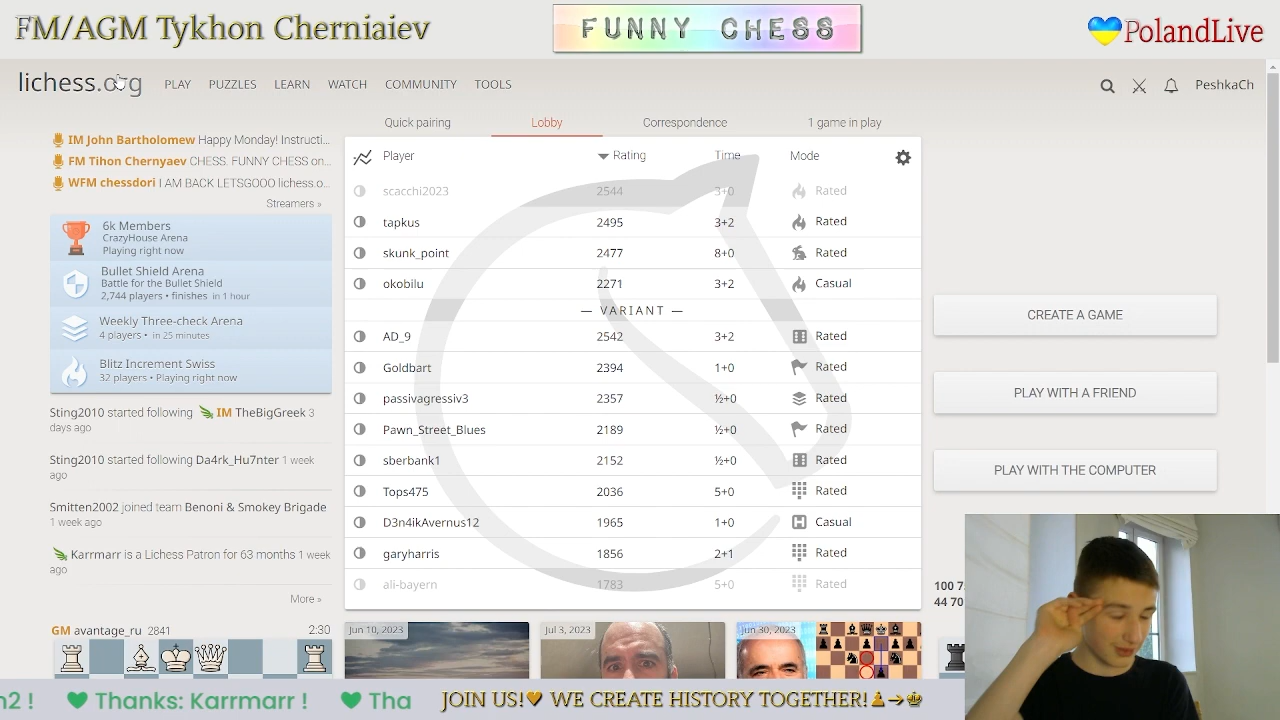 FM/AGM Tykhon Cherniaiev
FUNNY CHESS
PolandLive
lichess.org
PLAY PUZZLES LEARN WATCH COMMUNITY TOOLS
PeshkaCh
IM John Bartholomew Happy Monday! Instructi...
FM Tihon Chernyaev CHESS. FUNNY CHESS on...
WFM chessdori I AM BACK LETSGOOO lichess.o...
Streamers »
6k Members
CrazyHouse Arena
Playing right now
Bullet Shield Arena
Battle for the Bullet Shield
2,744 players • finishes in 1 hour
Weekly Three-check Arena
4 players • in 25 minutes
Blitz Increment Swiss
32 players • Playing right now
Sting2010 started following IM TheBigGreek 3
days ago
Sting2010 started following Da4rk_Hu7nter 1 week
ago
Smitten2002 joined team Benoni & Smokey Brigade
1 week ago
Karrmarr is a Lichess Patron for 63 months 1 week
ago
More »
GM avantage_ru 2841 2:30
Quick pairing Lobby Correspondence 1 game in play
Player Rating Time Mode
scacchi2023 2544 3+0 Rated
tapkus 2495 3+2 Rated
skunk_point 2477 8+0 Rated
okobilu 2271 3+2 Casual
— VARIANT —
AD_9 2542 3+2 Rated
Goldbart 2394 1+0 Rated
passivagressiv3 2357 ½+0 Rated
Pawn_Street_Blues 2189 ½+0 Rated
sberbank1 2152 ½+0 Rated
Tops475 2036 5+0 Rated
D3n4ikAvernus12 1965 1+0 Casual
garyharris 1856 2+1 Rated
ali-bayern 1783 5+0 Rated
CREATE A GAME
PLAY WITH A FRIEND
PLAY WITH THE COMPUTER
100 7
44 70
Jun 10, 2023
Jul 3, 2023
Jun 30, 2023
n2 ! Thanks: Karrmarr ! Tha
JOIN US! WE CREATE HISTORY TOGETHER!